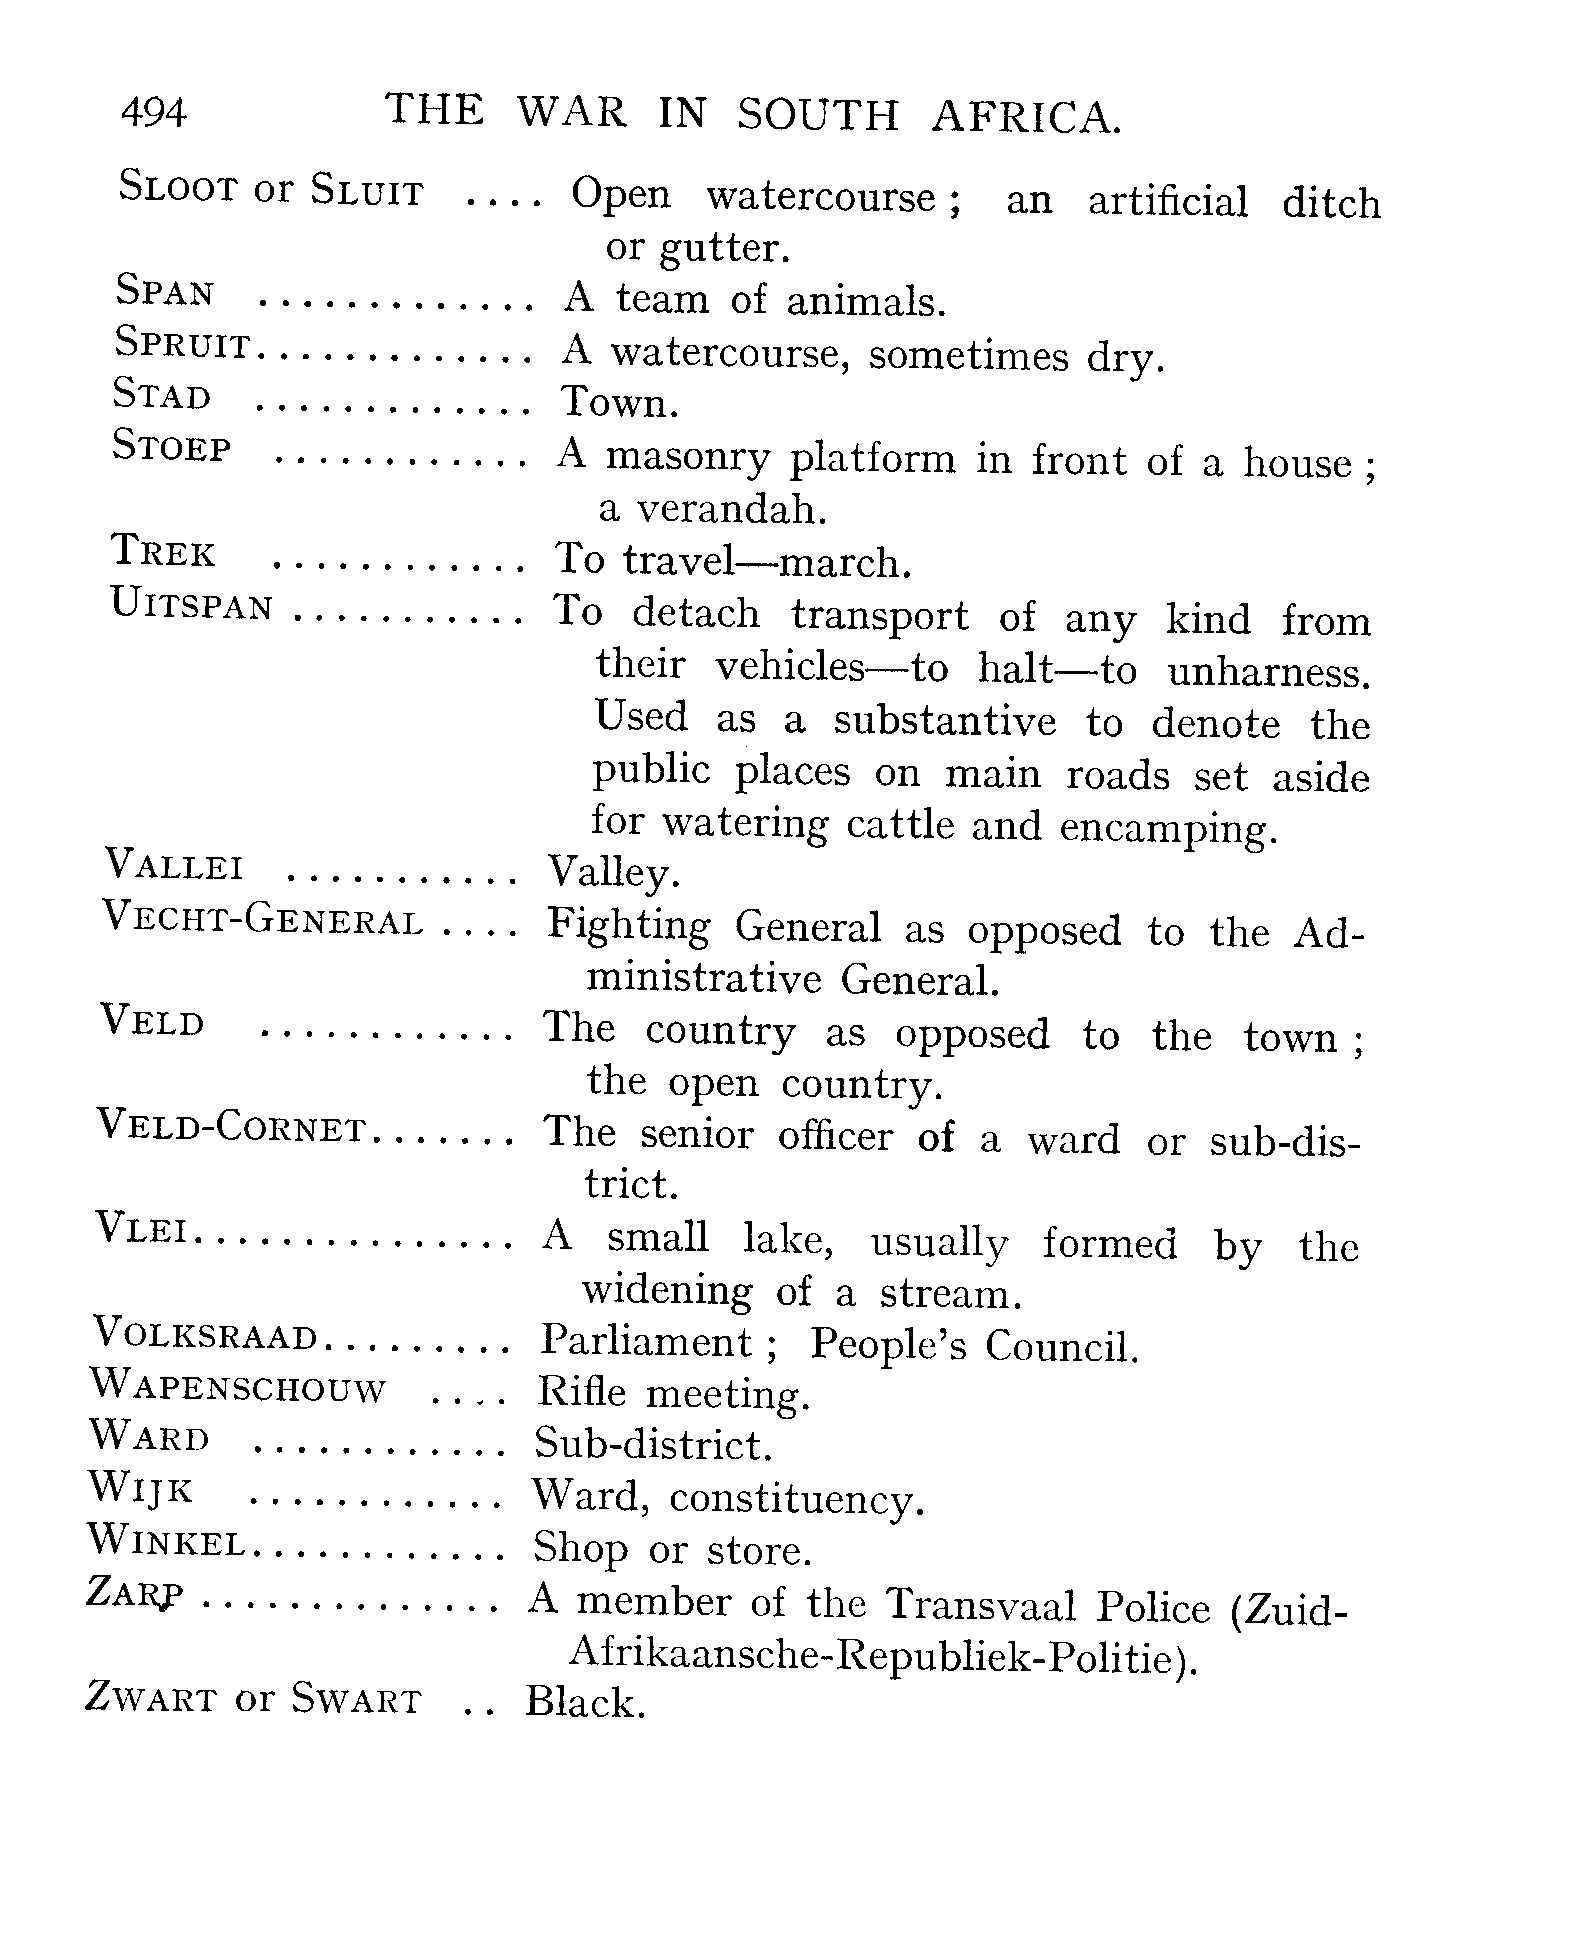 494 THE WAR IN SOUTH AFRICA.
SLOOT or SLUIT .... Open watercourse ; an artificial ditch
or gutter.
SPAN ............. A team of animals.
SPRUIT............. A watercourse, sometimes dry.
STAD ............. Town.
STOEP ............ A masonry platform in front of a house ;
a verandah.
TREK ............ To travel—march.
UITSPAN ........... To detach transport of any kind from
their vehicles—to halt—to unharness.
Used as a substantive to denote the
public places on main roads set aside
for watering cattle and encamping.
VALLEI ........... Valley.
VECHT-GENERAL .... Fighting General as opposed to the Ad-
ministrative General.
VELD ............ The country as opposed to the town ;
the open country.
VELD-CORNET....... The senior officer of a ward or sub-dis-
trict.
VLEI............... A small lake, usually formed by the
widening of a stream.
VOLKSRAAD......... Parliament ; People's Council.
WAPENSCHOUW .... Rifle meeting.
WARD ............ Sub-district.
WIJK ............ Ward, constituency.
WINKEL............ Shop or store.
ZARP .............. A member of the Transvaal Police (Zuid-
Afrikaansche-Republiek-Politie).
ZWART or SWART .. Black.